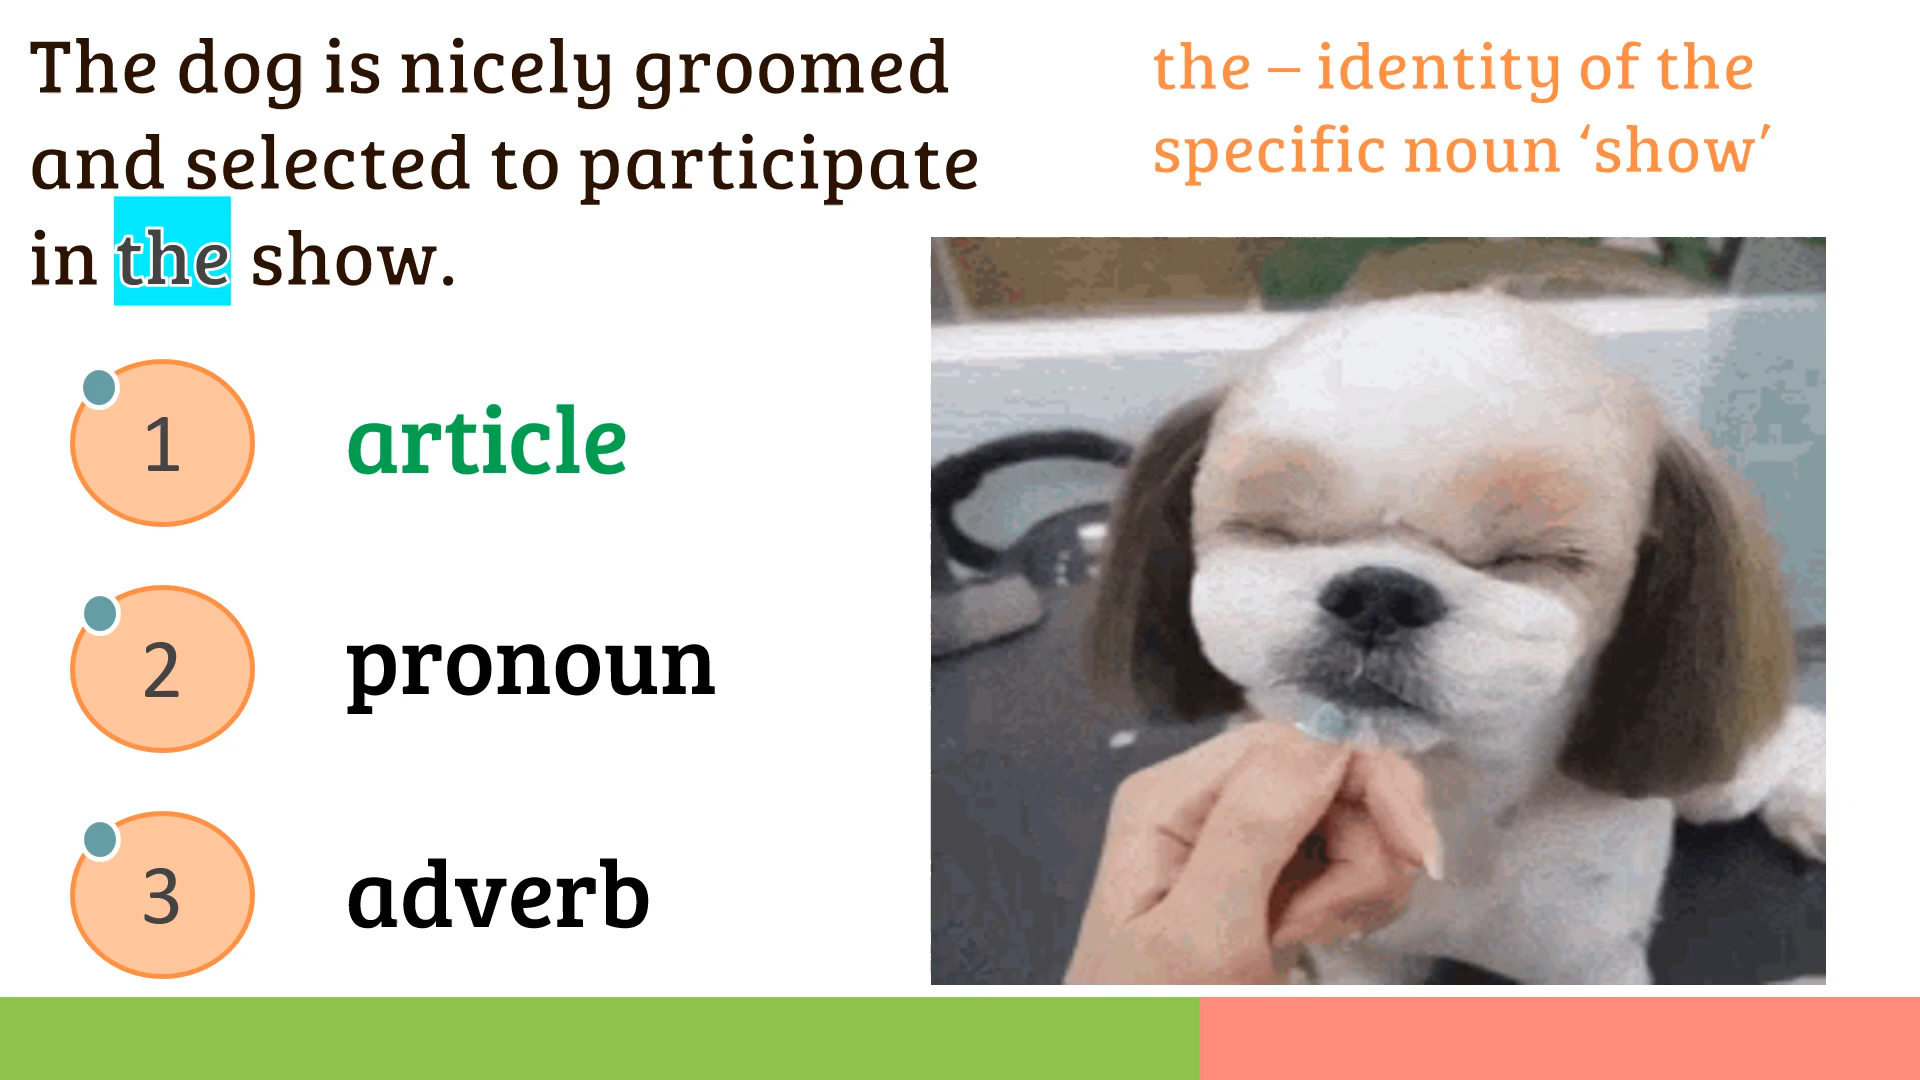 The dog is nicely groomed
and selected to participate
in the show.
the – identity of the
specific noun ‘show’
1 article
2 pronoun
3 adverb